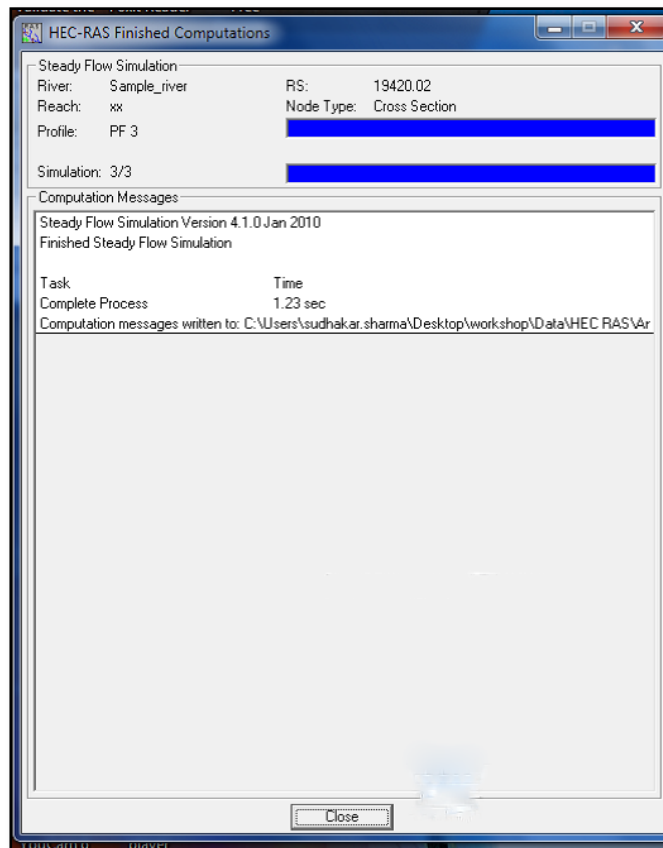 HEC-RAS Finished Computations
Steady Flow Simulation
River: Sample_river RS: 19420.02
Reach: xx Node Type: Cross Section
Profile: PF 3
Simulation: 3/3
Computation Messages
Steady Flow Simulation Version 4.1.0 Jan 2010
Finished Steady Flow Simulation
Task Time
Complete Process 1.23 sec
Computation messages written to: C:\Users\sudhakar.sharma\Desktop\workshop\Data\HEC RAS\Ar
Close